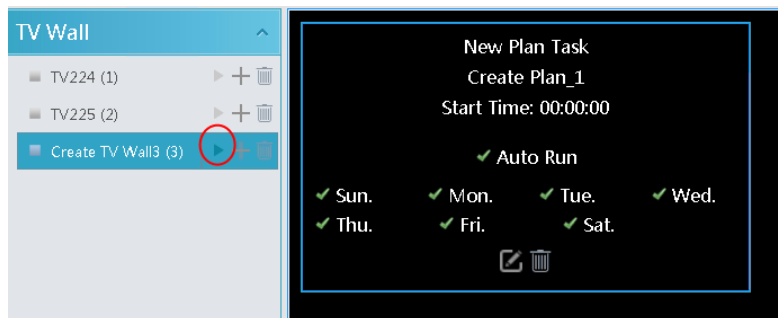 TV Wall
TV224 (1)
TV225 (2)
Create TV Wall3 (3)
New Plan Task
Create Plan_1
Start Time: 00:00:00
Auto Run
Sun. Mon. Tue. Wed.
Thu. Fri. Sat.